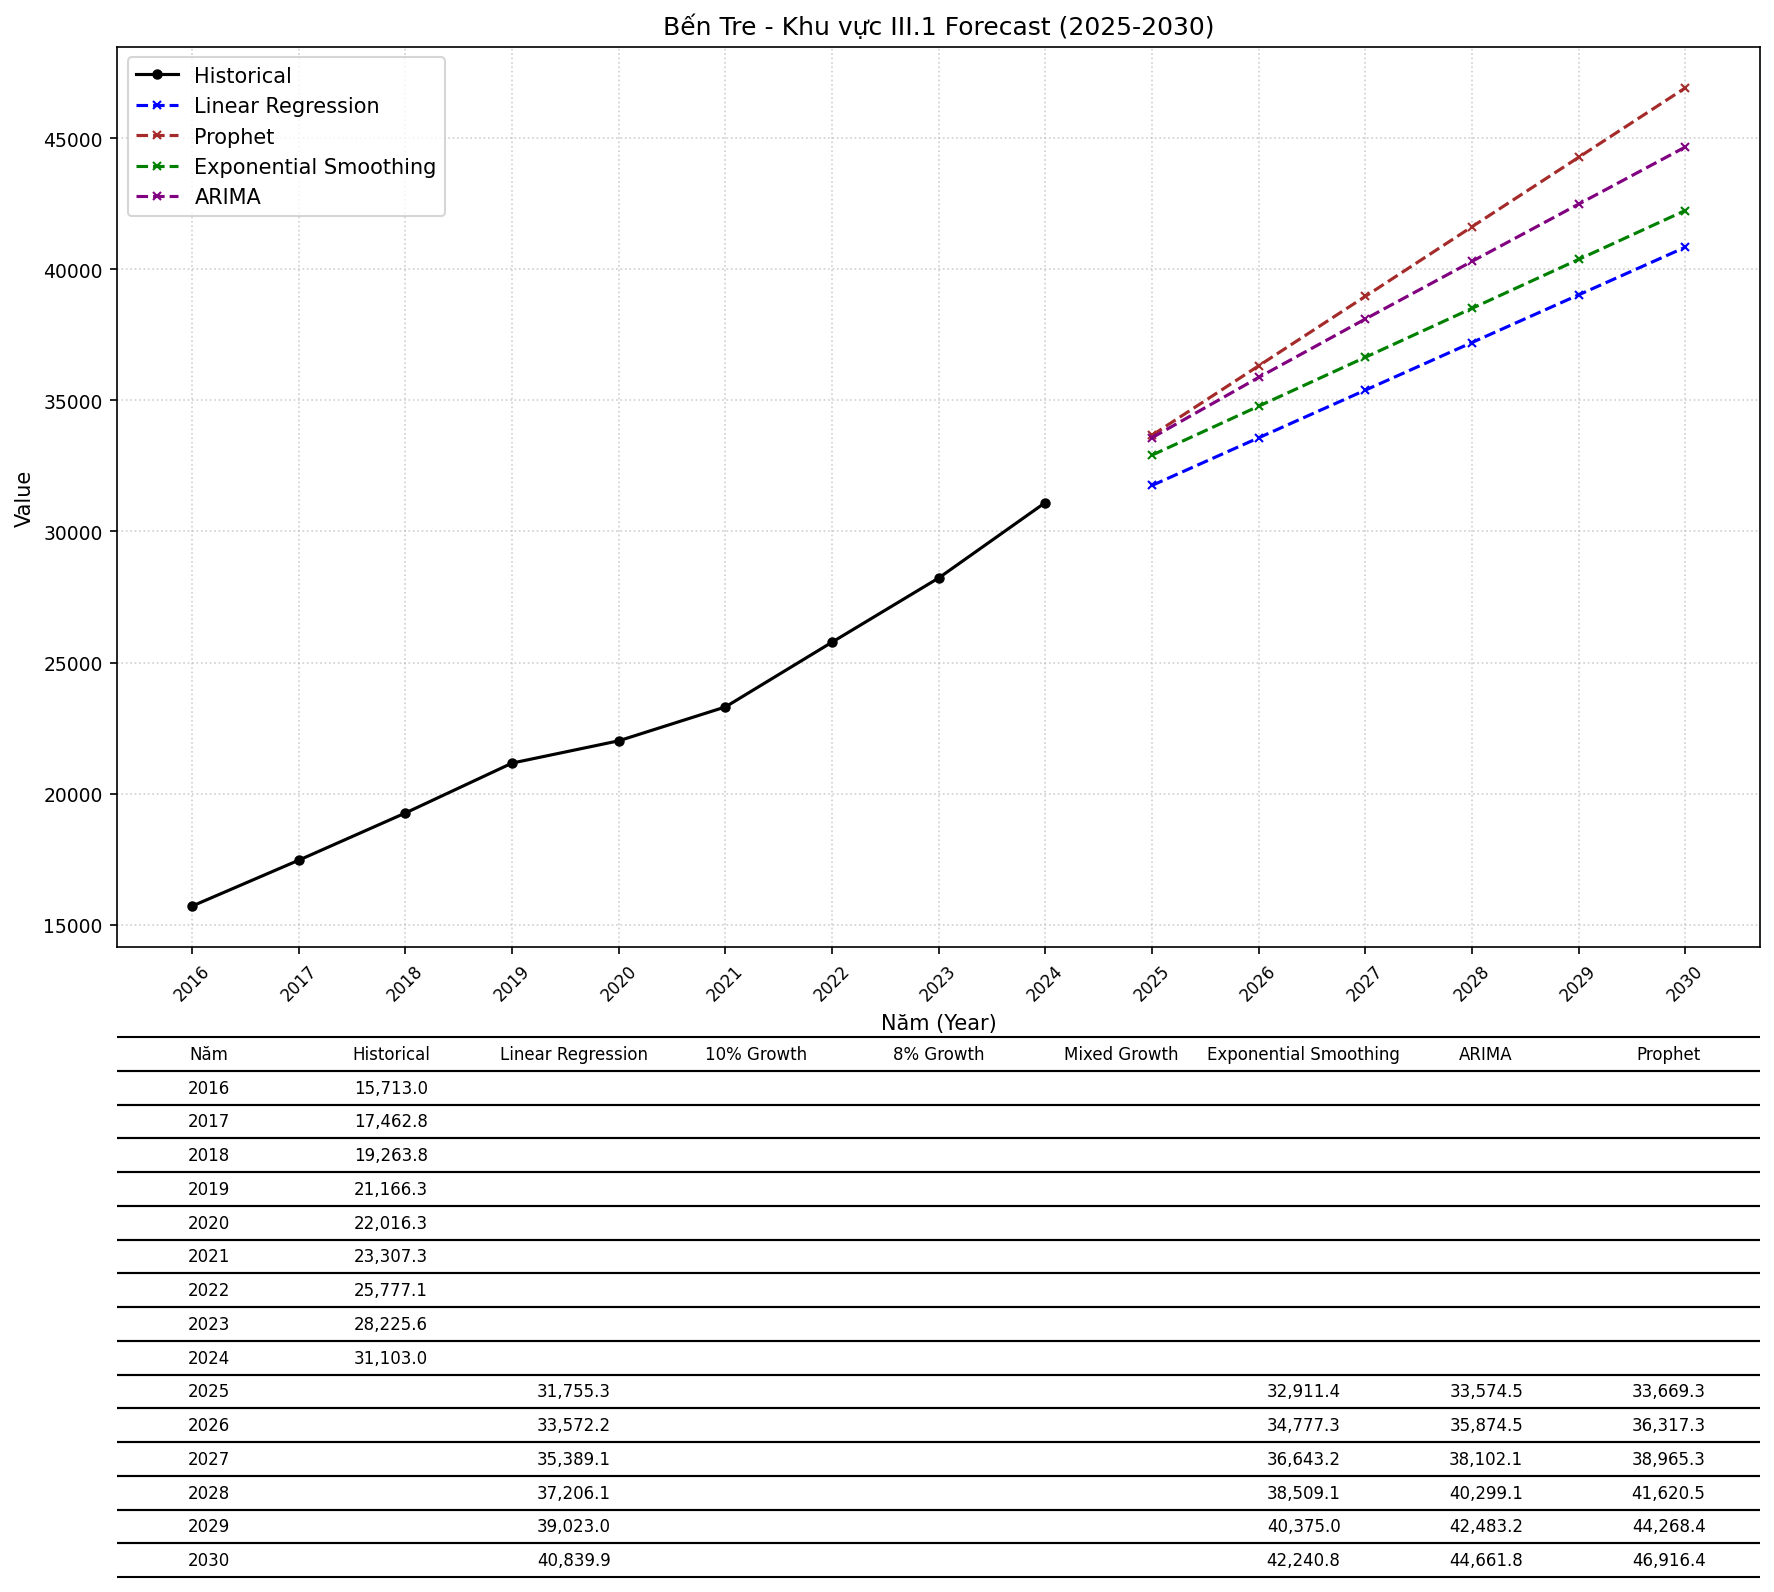 Bến Tre - Khu vực III.1 Forecast (2025-2030)
Historical
Linear Regression
Prophet
Exponential Smoothing
ARIMA
45000
40000
35000
30000
25000
20000
15000
Value
2016 2017 2018 2019 2020 2021 2022 2023 2024 2025 2026 2027 2028 2029 2030
Năm (Year)
Năm Historical Linear Regression 10% Growth 8% Growth Mixed Growth Exponential Smoothing ARIMA Prophet
2016 15,713.0
2017 17,462.8
2018 19,263.8
2019 21,166.3
2020 22,016.3
2021 23,307.3
2022 25,777.1
2023 28,225.6
2024 31,103.0
2025 31,755.3 32,911.4 33,574.5 33,669.3
2026 33,572.2 34,777.3 35,874.5 36,317.3
2027 35,389.1 36,643.2 38,102.1 38,965.3
2028 37,206.1 38,509.1 40,299.1 41,620.5
2029 39,023.0 40,375.0 42,483.2 44,268.4
2030 40,839.9 42,240.8 44,661.8 46,916.4